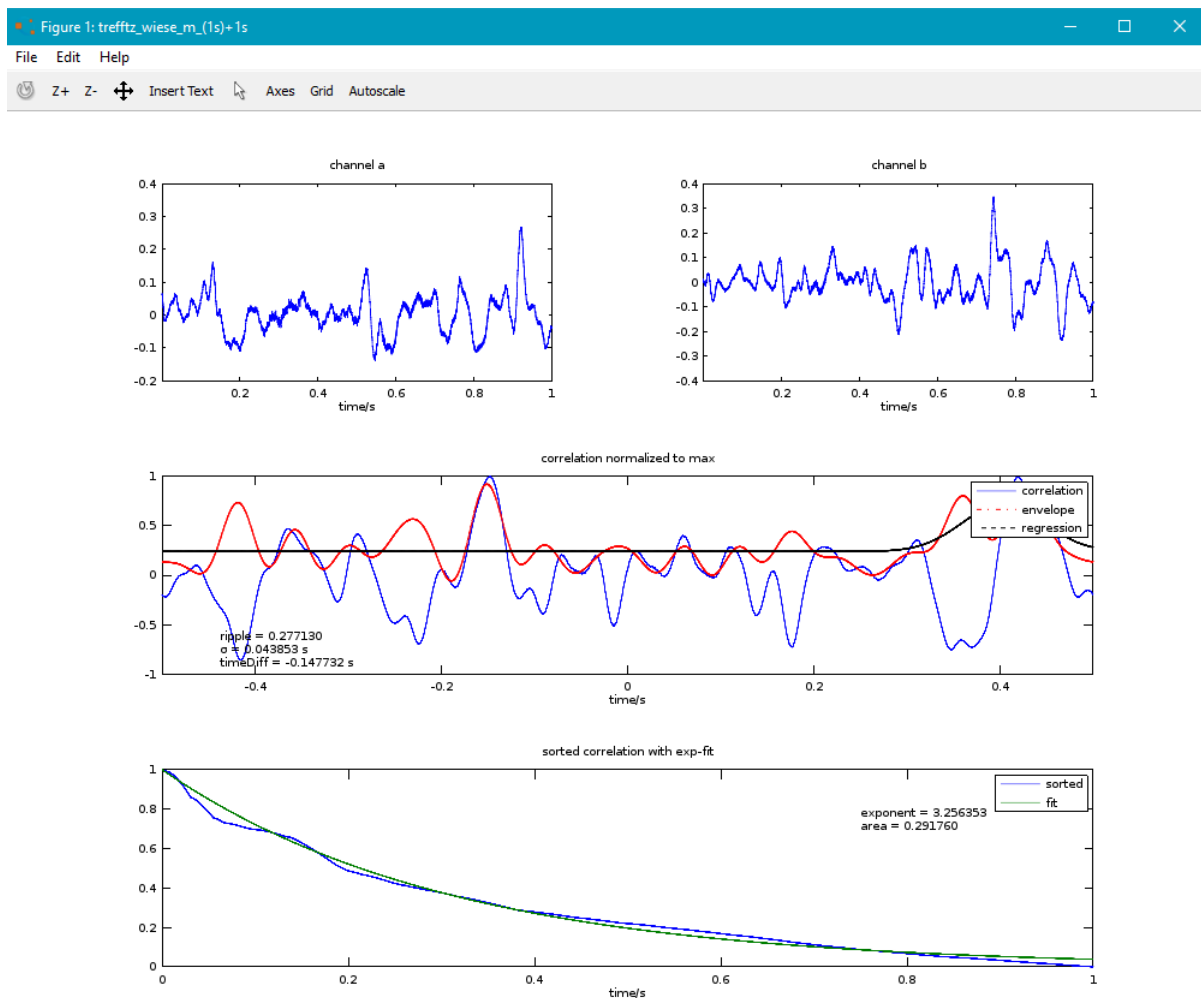 Figure 1: trefftz_wiese_m_(1s)+1s
File Edit Help
Z+ Z- Insert Text Axes Grid Autoscale
channel a
0.4
0.3
0.2
0.1
0
-0.1
-0.2
0.2 0.4 0.6 0.8 1
time/s
channel b
0.4
0.3
0.2
0.1
0
-0.1
-0.2
-0.3
-0.4
0.2 0.4 0.6 0.8 1
time/s
correlation normalized to max
1
0.5
0
-0.5
-1
correlation
envelope
regression
ripple = 0.277130
σ = 0.043853 s
timeDiff = -0.147732 s
-0.4 -0.2 0 0.2 0.4
time/s
sorted correlation with exp-fit
1
0.8
0.6
0.4
0.2
0
sorted
fit
exponent = 3.256353
area = 0.291760
0 0.2 0.4 0.6 0.8 1
time/s